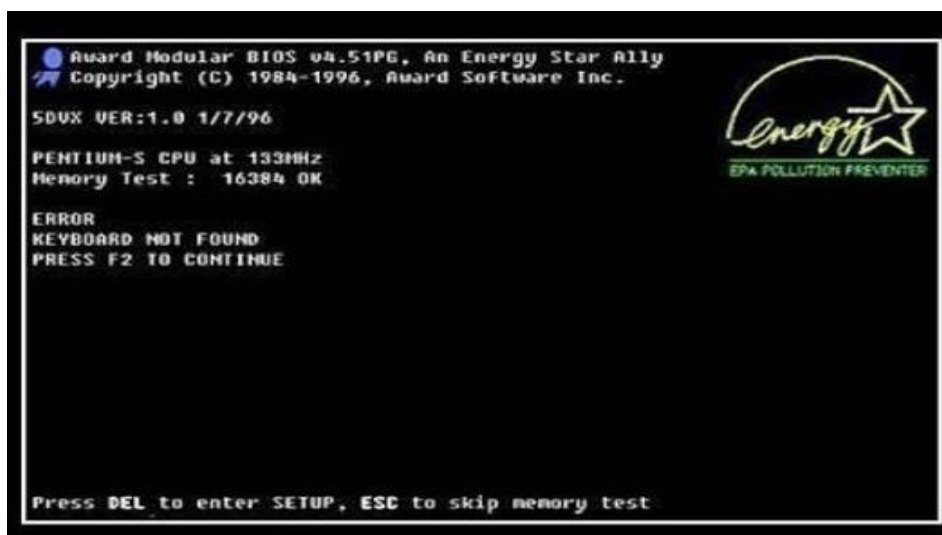 Award Modular BIOS v4.51PG, An Energy Star Ally
Copyright (C) 1984-1996, Award Software Inc.
energy
EPA POLLUTION PREVENTER
5DVX VER:1.0 1/7/96
PENTIUM-S CPU at 133MHz
Memory Test : 16384 OK
ERROR
KEYBOARD NOT FOUND
PRESS F2 TO CONTINUE
Press DEL to enter SETUP, ESC to skip memory test